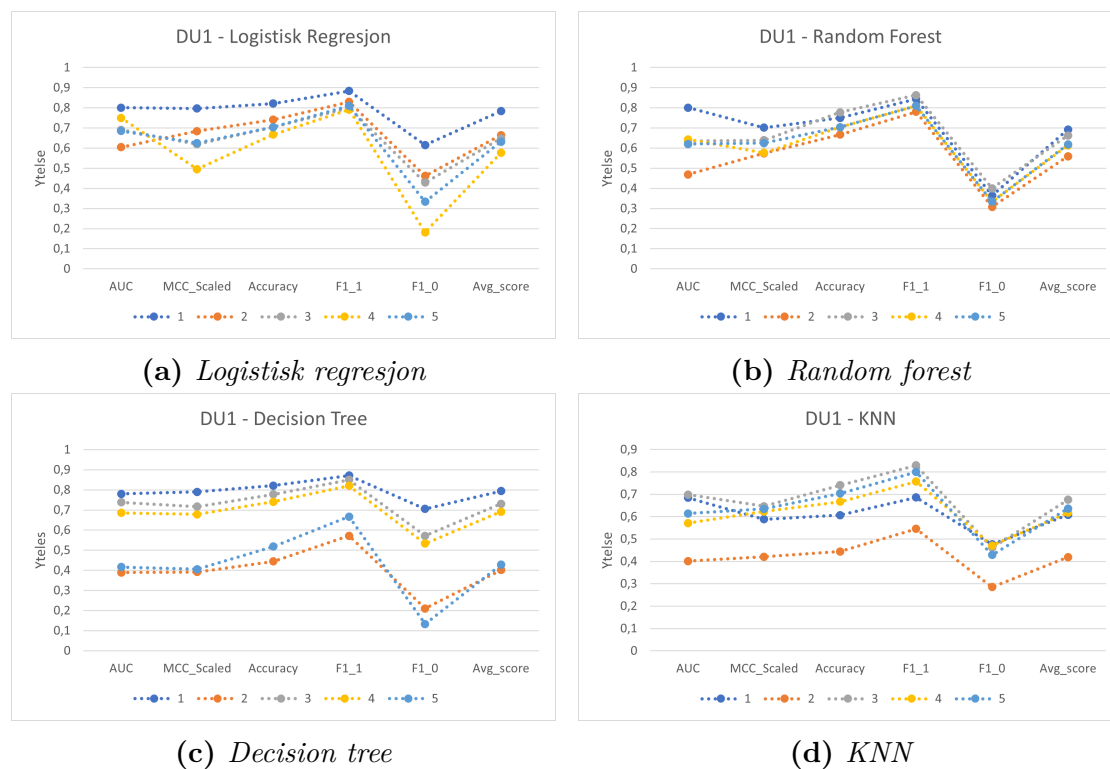 DU1 - Logistisk Regresjon
Ytelse
1
0,9
0,8
0,7
0,6
0,5
0,4
0,3
0,2
0,1
0
AUC MCC_Scaled Accuracy F1_1 F1_0 Avg_score
1 2 3 4 5
(a) Logistisk regresjon
DU1 - Random Forest
Ytelse
1
0,9
0,8
0,7
0,6
0,5
0,4
0,3
0,2
0,1
0
AUC MCC_Scaled Accuracy F1_1 F1_0 Avg_score
1 2 3 4 5
(b) Random forest
DU1 - Decision Tree
Yteles
1
0,9
0,8
0,7
0,6
0,5
0,4
0,3
0,2
0,1
0
AUC MCC_Scaled Accuracy F1_1 F1_0 Avg_score
1 2 3 4 5
(c) Decision tree
DU1 - KNN
Ytelse
0,9
0,8
0,7
0,6
0,5
0,4
0,3
0,2
0,1
0
AUC MCC_Scaled Accuracy F1_1 F1_0 Avg_score
1 2 3 4 5
(d) KNN